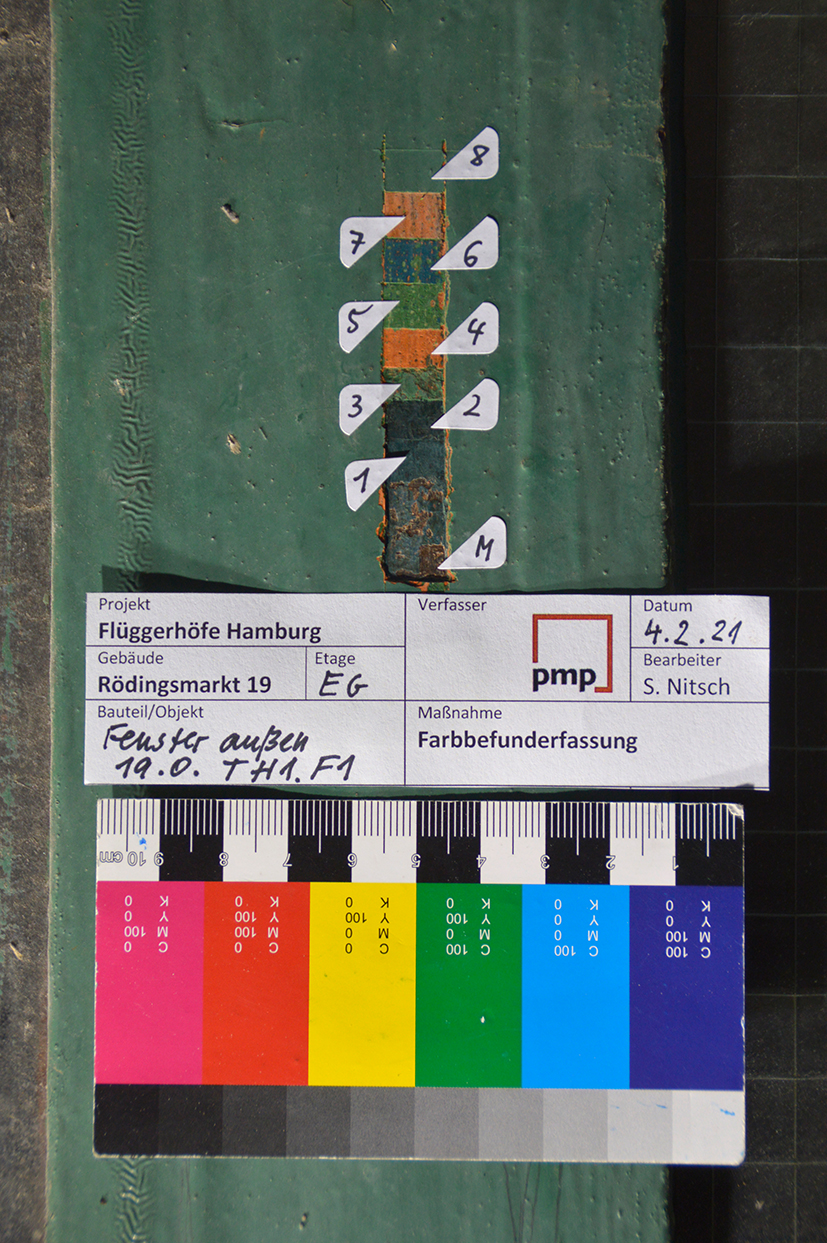 8
7
6
5
4
3
2
1
M
Projekt
Flüggerhöfe Hamburg
Verfasser
pmp
Datum
4.2.21
Gebäude
Rödingsmarkt 19
Etage
EG
Bearbeiter
S. Nitsch
Bauteil/Objekt
Fenster außen
19.0. TH1.F1
Maßnahme
Farbbefunderfassung
10 cm 9 8 7 6 5 4 3 2 1
C 0 M 100 Y 0 K 0
C 0 M 100 Y 100 K 0
C 0 M 0 Y 100 K 0
C 100 M 0 Y 100 K 0
C 100 M 0 Y 0 K 0
C 100 M 100 Y 0 K 0